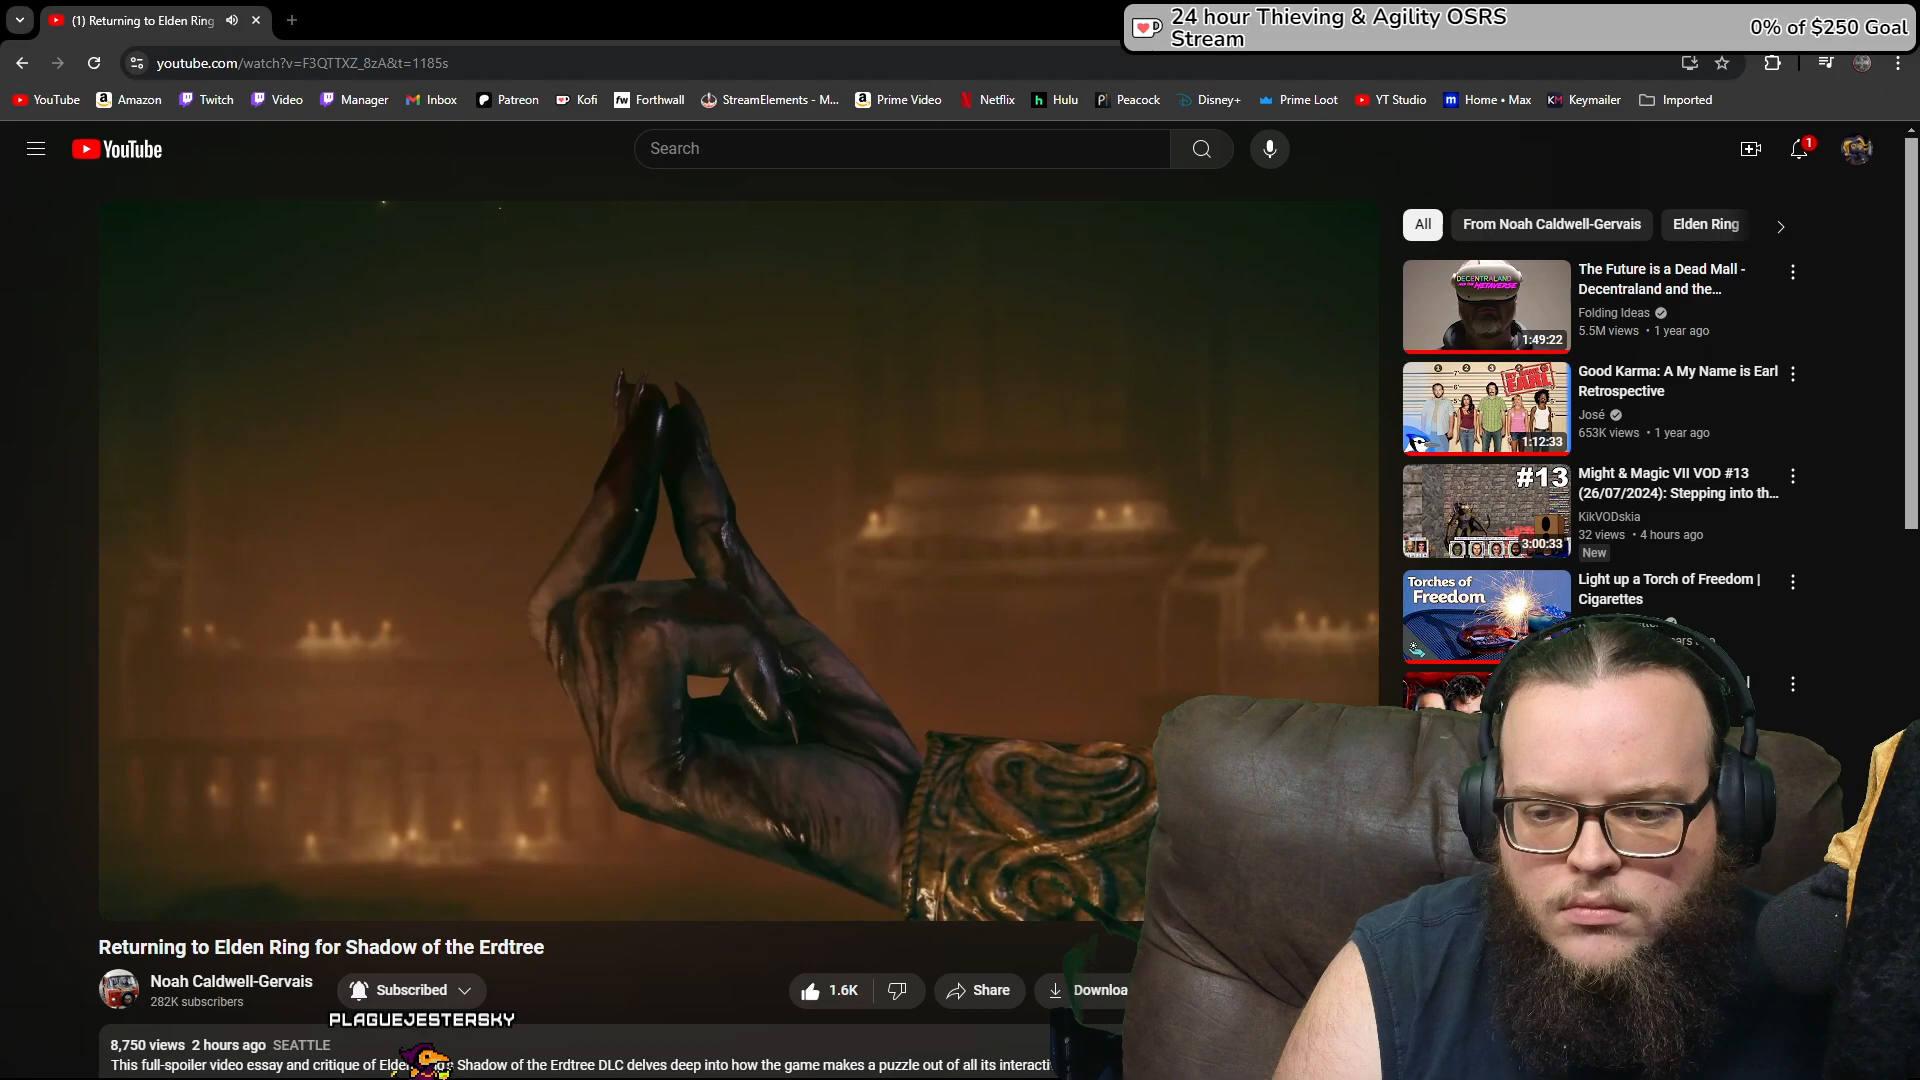 (1) Returning to Elden Ring
24 hour Thieving & Agility OSRS
Stream
0% of $250 Goal
youtube.com/watch?v=F3QTTXZ_8zA&t=1185s
YouTube Amazon Twitch Video Manager Inbox Patreon Kofi Forthwall StreamElements - M... Prime Video Netflix Hulu Peacock Disney+ Prime Loot YT Studio Home • Max Keymailer Imported
YouTube
Search
1
All From Noah Caldwell-Gervais Elden Ring
DECENTRALAND
AND THE METAVERSE
1:49:22
The Future is a Dead Mall -
Decentraland and the...
Folding Ideas
5.5M views • 1 year ago
MY NAME IS
EARL
1:12:33
Good Karma: A My Name is Earl
Retrospective
José
653K views • 1 year ago
#13
3:00:33
Might & Magic VII VOD #13
(26/07/2024): Stepping into th...
KikVODskia
32 views • 4 hours ago
New
Torches of
Freedom
Light up a Torch of Freedom |
Cigarettes
Returning to Elden Ring for Shadow of the Erdtree
Noah Caldwell-Gervais
282K subscribers
Subscribed
1.6K
Share
Downloa
PLAGUEJESTERSKY
8,750 views 2 hours ago SEATTLE
This full-spoiler video essay and critique of Shadow of the Erdtree DLC delves deep into how the game makes a puzzle out of all its interacti